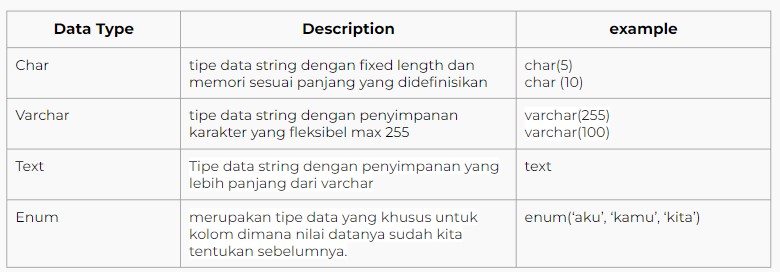 Data Type Description example
Char tipe data string dengan fixed length dan char(5)
memori sesuai panjang yang didefinisikan char (10)
Varchar tipe data string dengan penyimpanan varchar(255)
karakter yang fleksibel max 255 varchar(100)
Text Tipe data string dengan penyimpanan yang text
lebih panjang dari varchar
Enum merupakan tipe data yang khusus untuk enum(‘aku’, ‘kamu’, ‘kita’)
kolom dimana nilai datanya sudah kita
tentukan sebelumnya.